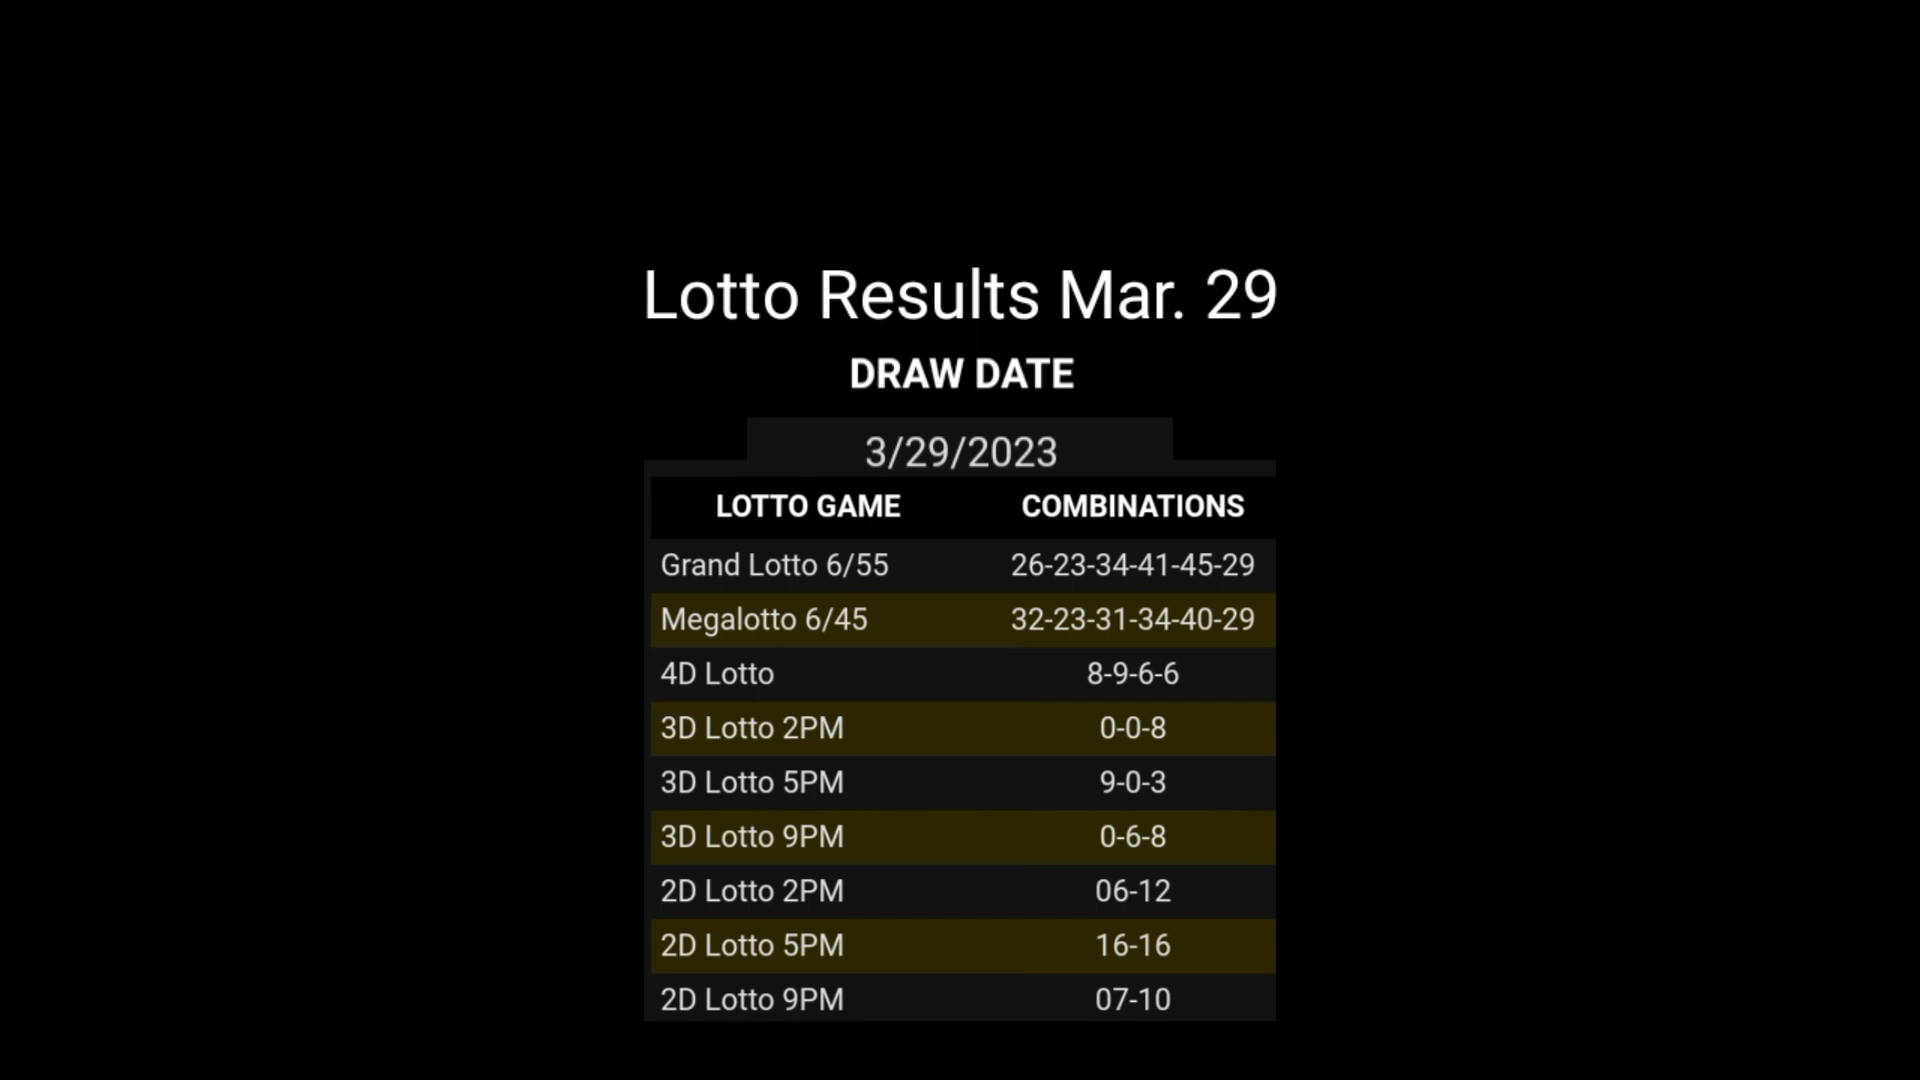 Lotto Results Mar. 29
DRAW DATE
3/29/2023
LOTTO GAME COMBINATIONS
Grand Lotto 6/55 26-23-34-41-45-29
Megalotto 6/45 32-23-31-34-40-29
4D Lotto 8-9-6-6
3D Lotto 2PM 0-0-8
3D Lotto 5PM 9-0-3
3D Lotto 9PM 0-6-8
2D Lotto 2PM 06-12
2D Lotto 5PM 16-16
2D Lotto 9PM 07-10